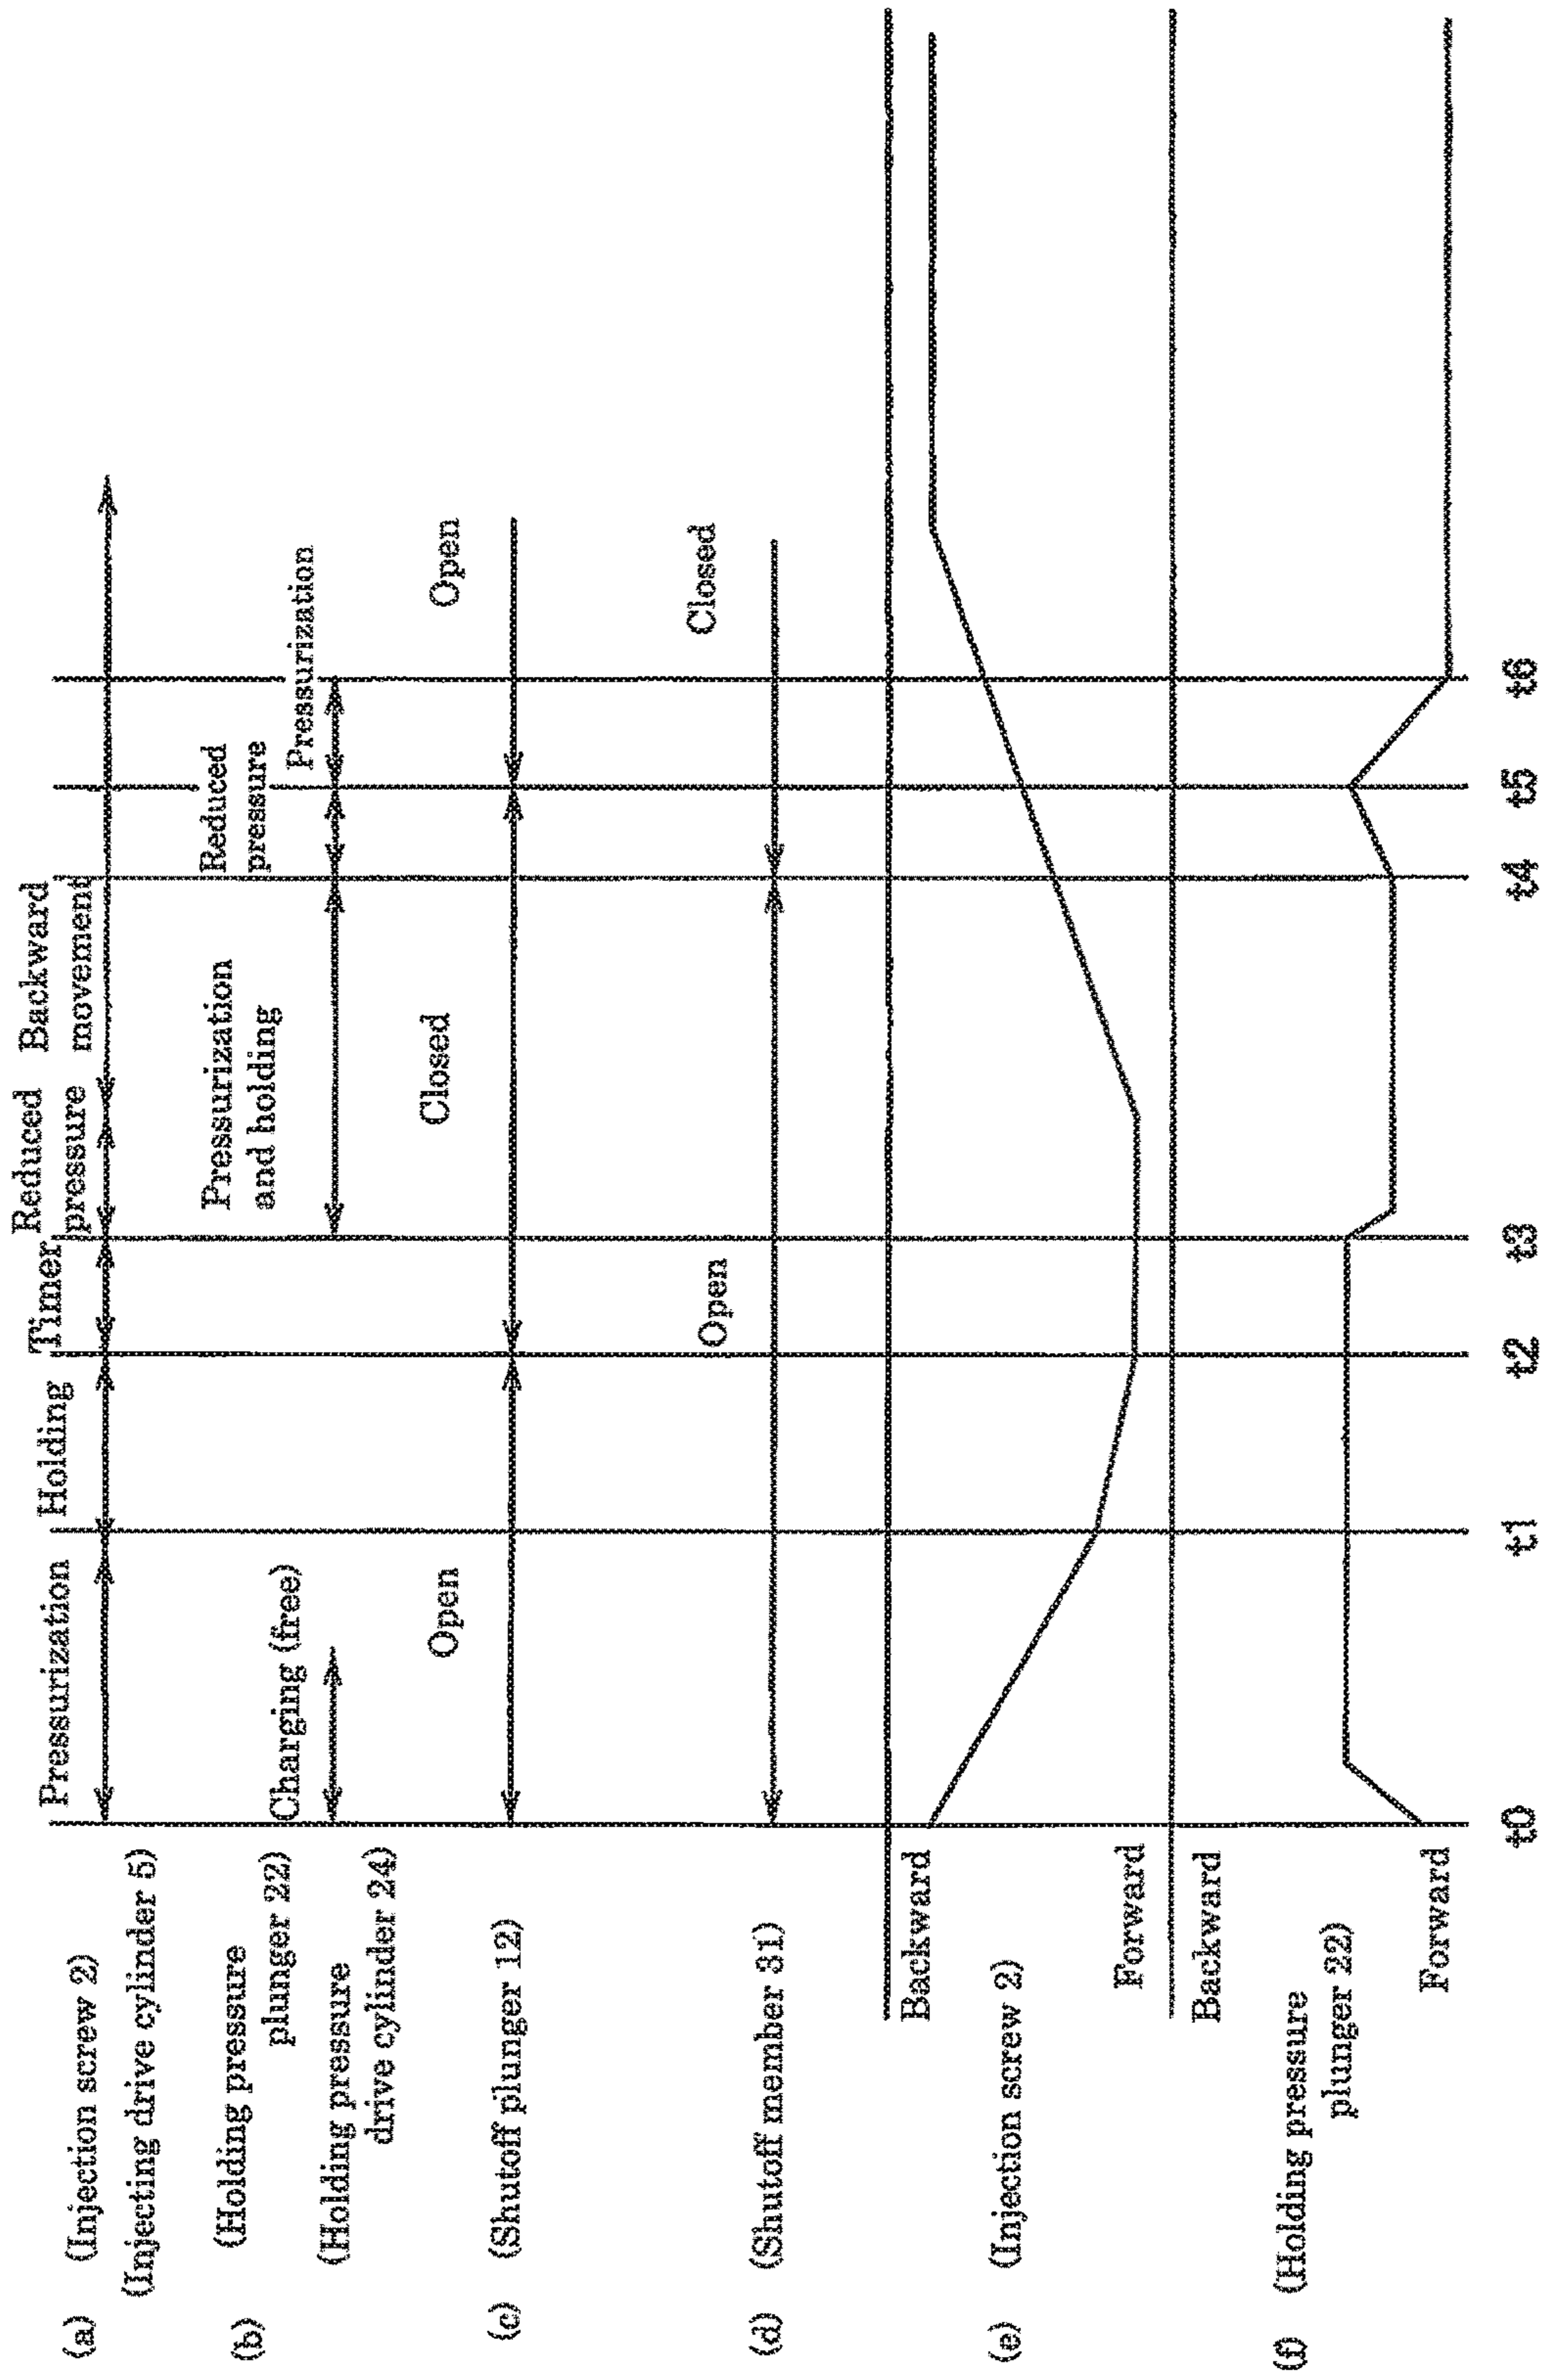 (a) (Injection screw 2)
(Injecting drive cylinder 5)
Pressurization
Holding
Timer
Reduced
pressure
Backward
movement
(b) (Holding pressure
plunger 22)
(Holding pressure
drive cylinder 24)
Charging (free)
Pressurization
and holding
Reduced
pressure
Pressurization
(c) (Shutoff plunger 12)
Open
Closed
Open
(d) (Shutoff member 31)
Open
Closed
(e) (Injection screw 2)
Backward
Forward
(f) (Holding pressure
plunger 22)
Backward
Forward
t0 t1 t2 t3 t4 t5 t6